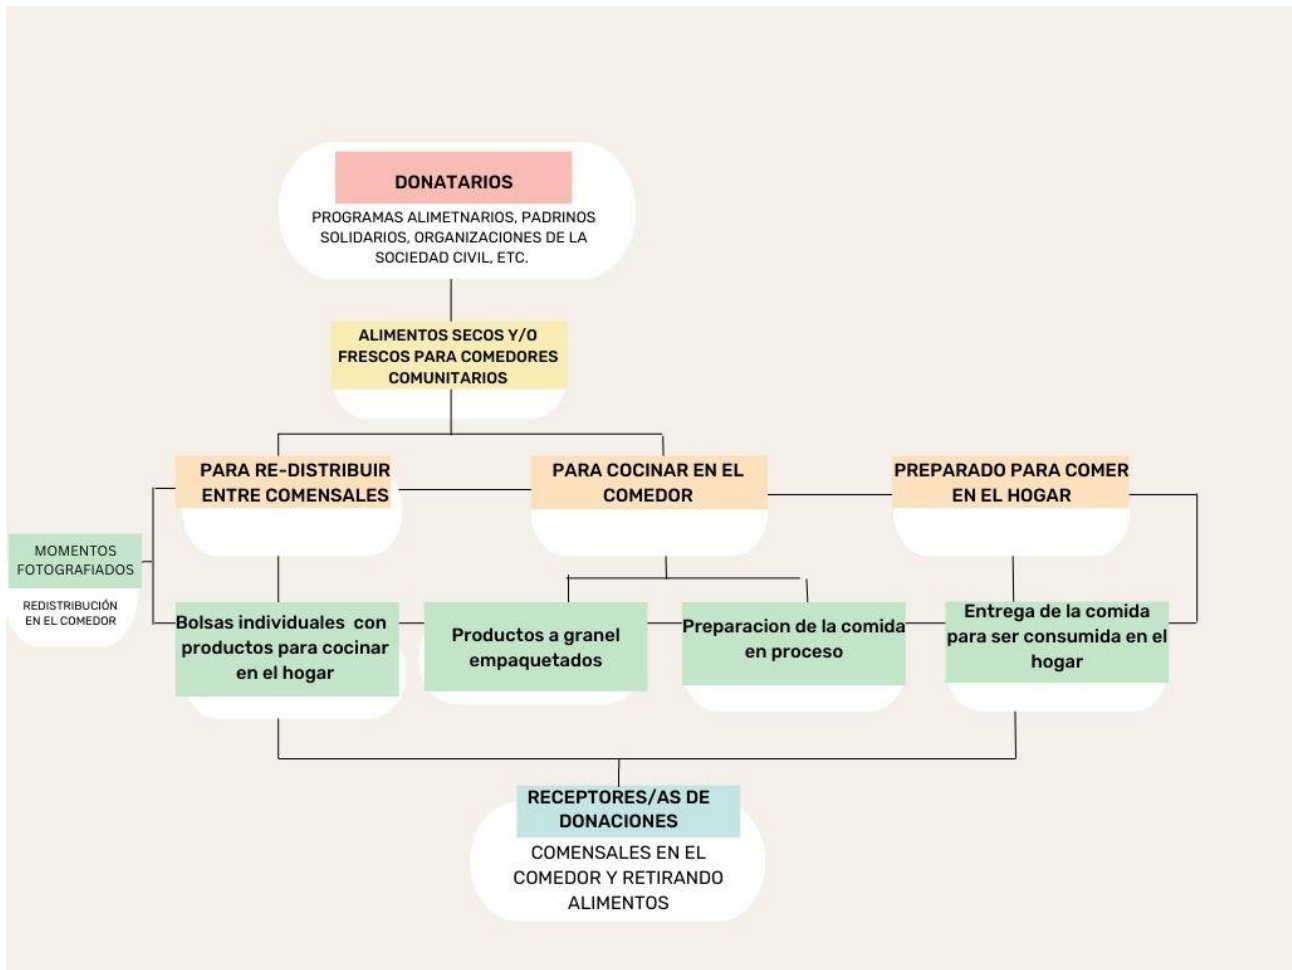 DONATARIOS
PROGRAMAS ALIMETNARIOS, PADRINOS
SOLIDARIOS, ORGANIZACIONES DE LA
SOCIEDAD CIVIL, ETC.
ALIMENTOS SECOS Y/O
FRESCOS PARA COMEDORES
COMUNITARIOS
PARA RE-DISTRIBUIR
ENTRE COMENSALES
PARA COCINAR EN EL
COMEDOR
PREPARADO PARA COMER
EN EL HOGAR
MOMENTOS
FOTOGRAFIADOS
REDISTRIBUCIÓN
EN EL COMEDOR
Bolsas individuales con
productos para cocinar
en el hogar
Productos a granel
empaquetados
Preparacion de la comida
en proceso
Entrega de la comida
para ser consumida en el
hogar
RECEPTORES/AS DE
DONACIONES
COMENSALES EN EL
COMEDOR Y RETIRANDO
ALIMENTOS